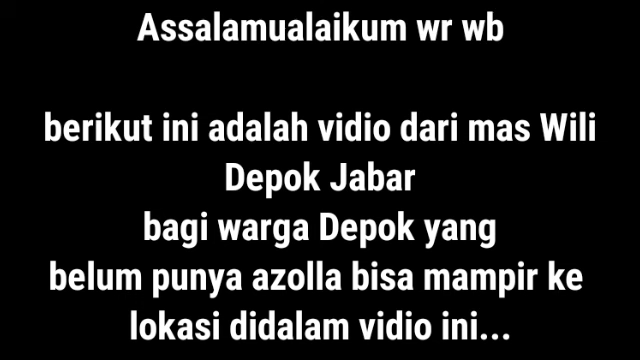 Assalamualaikum wr wb
berikut ini adalah vidio dari mas Wili
Depok Jabar
bagi warga Depok yang
belum punya azolla bisa mampir ke
lokasi didalam vidio ini...